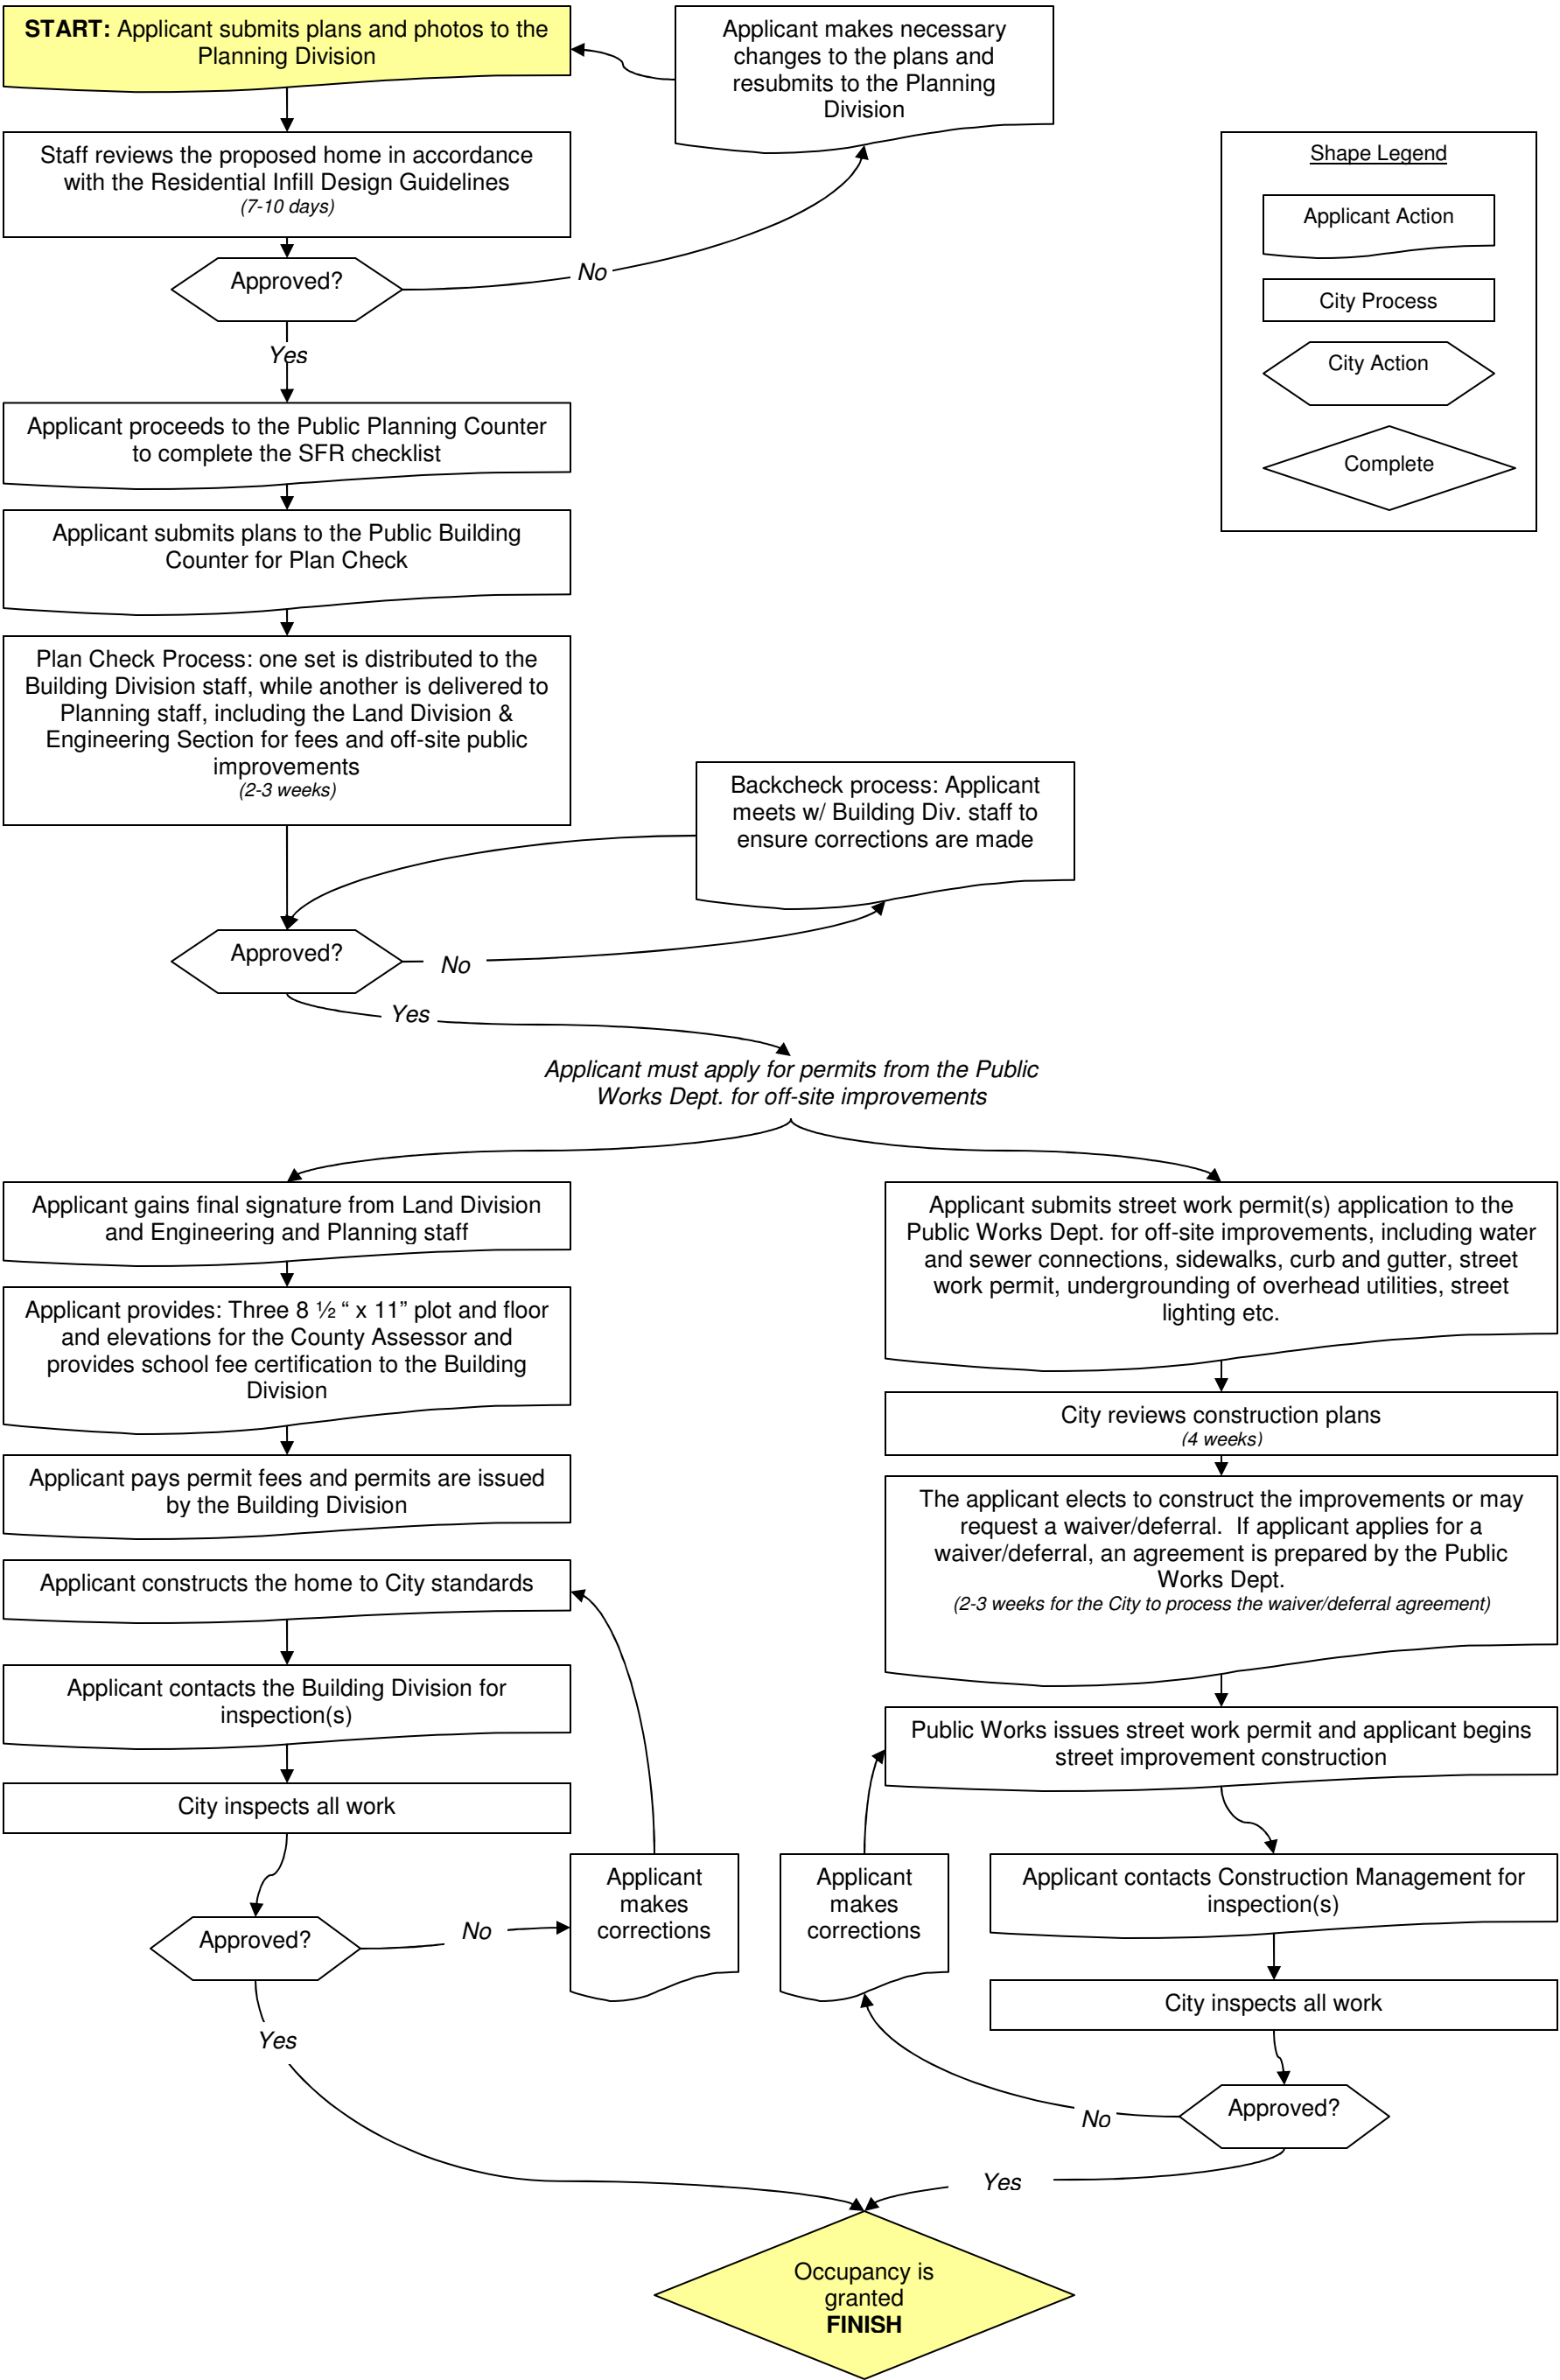 START: Applicant submits plans and photos to the
Planning Division
Applicant makes necessary
changes to the plans and
resubmits to the Planning
Division
Shape Legend
Applicant Action
City Process
City Action
Complete
Staff reviews the proposed home in accordance
with the Residential Infill Design Guidelines
(7-10 days)
Approved?
No
Yes
Applicant proceeds to the Public Planning Counter
to complete the SFR checklist
Applicant submits plans to the Public Building
Counter for Plan Check
Plan Check Process: one set is distributed to the
Building Division staff, while another is delivered to
Planning staff, including the Land Division &
Engineering Section for fees and off-site public
improvements
(2-3 weeks)
Backcheck process: Applicant
meets w/ Building Div. staff to
ensure corrections are made
Approved?
No
Yes
Applicant must apply for permits from the Public
Works Dept. for off-site improvements
Applicant gains final signature from Land Division
and Engineering and Planning staff
Applicant provides: Three 8 ½ “ x 11” plot and floor
and elevations for the County Assessor and
provides school fee certification to the Building
Division
Applicant pays permit fees and permits are issued
by the Building Division
Applicant constructs the home to City standards
Applicant contacts the Building Division for
inspection(s)
City inspects all work
Approved?
No
Applicant
makes
corrections
Yes
Applicant submits street work permit(s) application to the
Public Works Dept. for off-site improvements, including water
and sewer connections, sidewalks, curb and gutter, street
work permit, undergrounding of overhead utilities, street
lighting etc.
City reviews construction plans
(4 weeks)
The applicant elects to construct the improvements or may
request a waiver/deferral.  If applicant applies for a
waiver/deferral, an agreement is prepared by the Public
Works Dept.
(2-3 weeks for the City to process the waiver/deferral agreement)
Public Works issues street work permit and applicant begins
street improvement construction
Applicant
makes
corrections
Applicant contacts Construction Management for
inspection(s)
City inspects all work
Approved?
No
Yes
Occupancy is
granted
FINISH